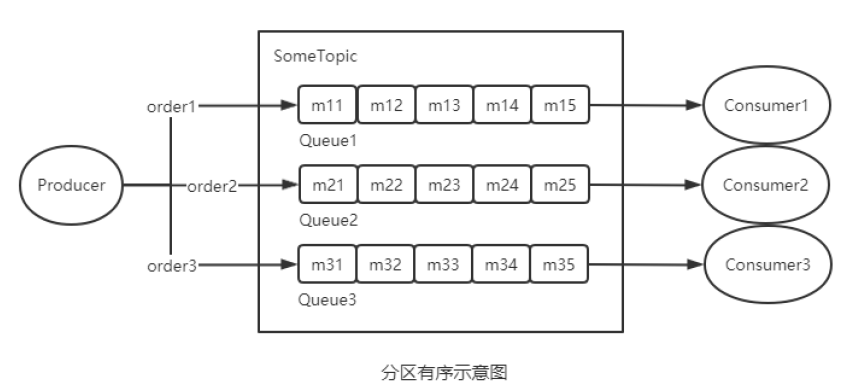 SomeTopic
order1
m11 m12 m13 m14 m15
Consumer1
Queue1
Producer
order2
m21 m22 m23 m24 m25
Consumer2
Queue2
order3
m31 m32 m33 m34 m35
Consumer3
Queue3
分区有序示意图